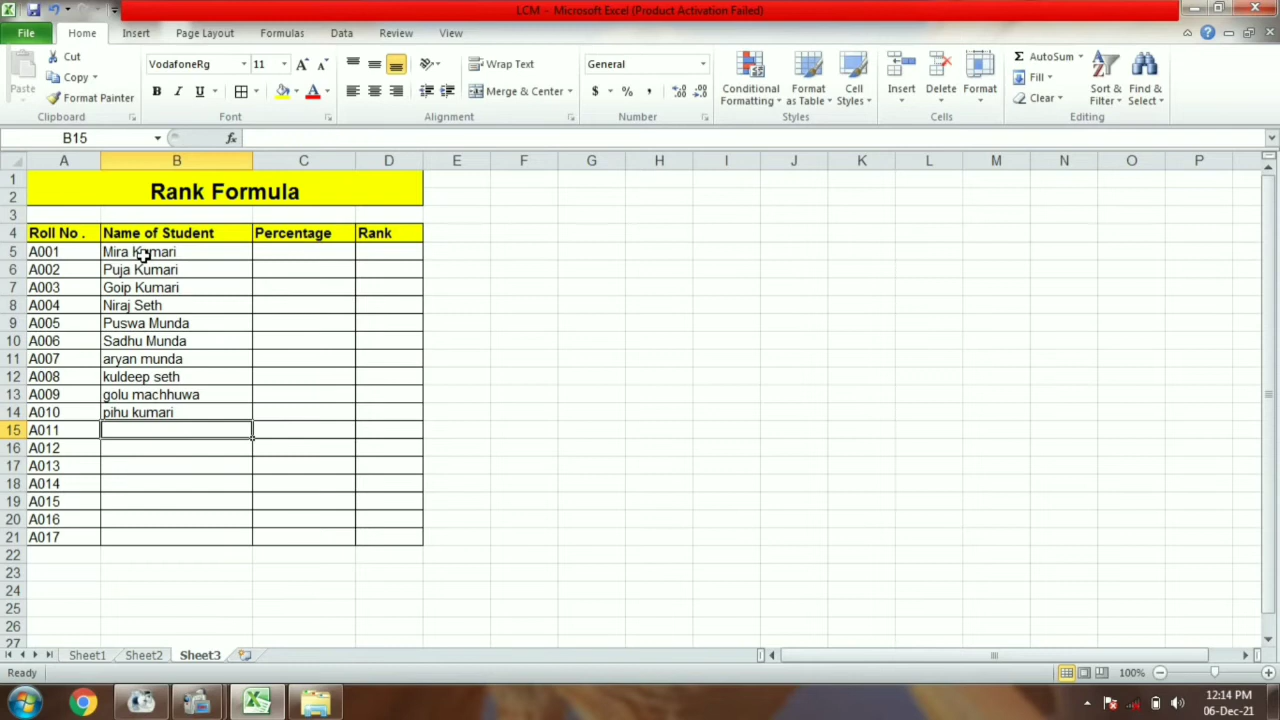 LCM - Microsoft Excel (Product Activation Failed)
File Home Insert Page Layout Formulas Data Review View
Paste
Cut
Copy
Format Painter
Clipboard
VodafoneRg 11
B I U
Font
Wrap Text
Merge & Center
Alignment
General
$ % ,
Number
Conditional Formatting
Format as Table
Cell Styles
Styles
Insert Delete Format
Cells
Σ AutoSum
Fill
Clear
Sort & Filter
Find & Select
Editing
B15 fx
A B C D E F G H I J K L M N O P
1
2 Rank Formula
3
4 Roll No . Name of Student Percentage Rank
5 A001 Mira Kumari
6 A002 Puja Kumari
7 A003 Goip Kumari
8 A004 Niraj Seth
9 A005 Puswa Munda
10 A006 Sadhu Munda
11 A007 aryan munda
12 A008 kuldeep seth
13 A009 golu machhuwa
14 A010 pihu kumari
15 A011
16 A012
17 A013
18 A014
19 A015
20 A016
21 A017
22
23
24
25
26
27
Sheet1 Sheet2 Sheet3
Ready 100%
12:14 PM
06-Dec-21